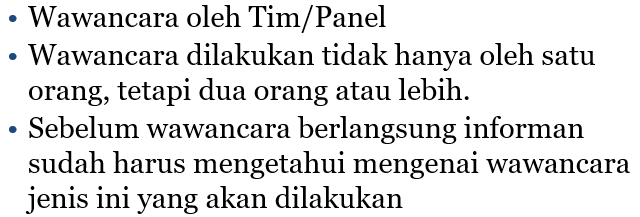 • Wawancara oleh Tim/Panel
• Wawancara dilakukan tidak hanya oleh satu
orang, tetapi dua orang atau lebih.
• Sebelum wawancara berlangsung informan
sudah harus mengetahui mengenai wawancara
jenis ini yang akan dilakukan